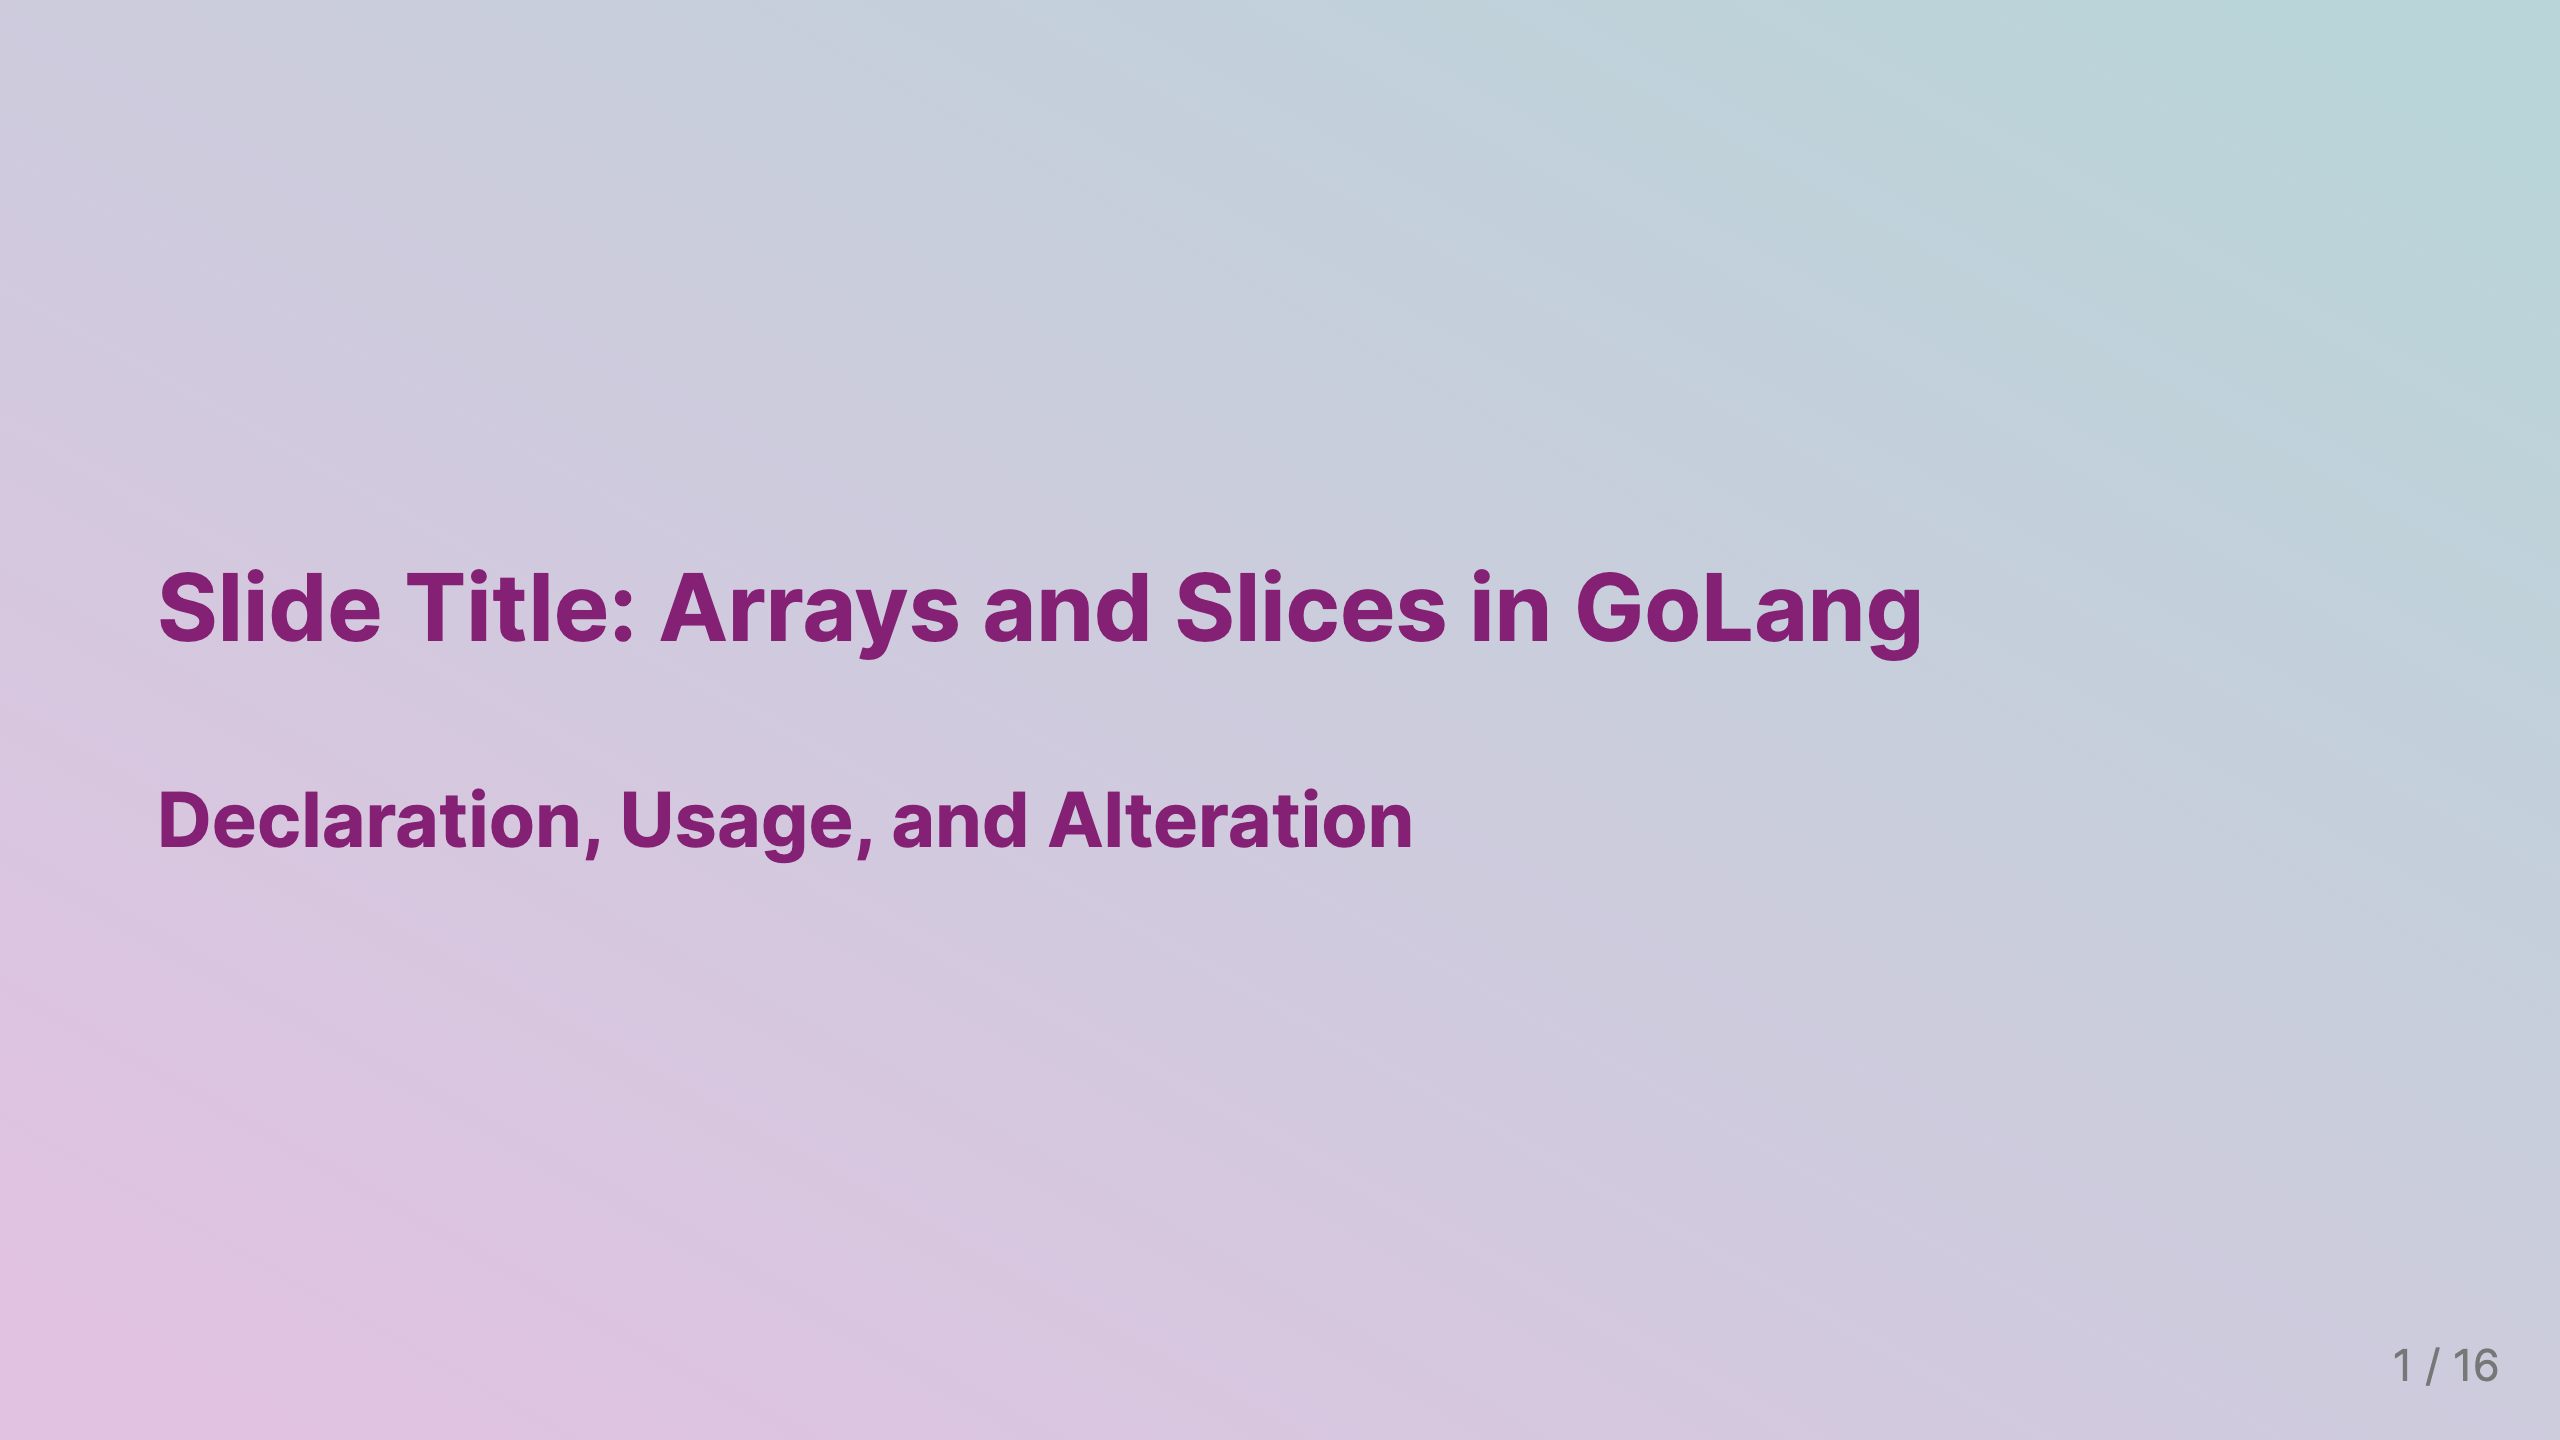 Slide Title: Arrays and Slices in GoLang
Declaration, Usage, and Alteration
1 / 16